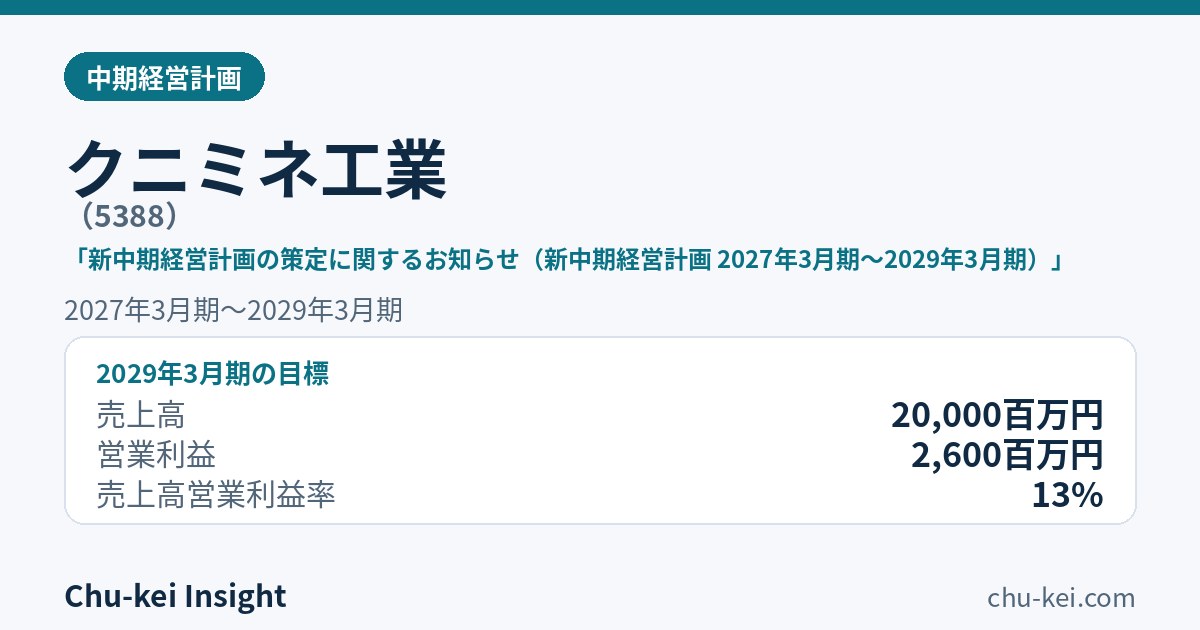 中期経営計画
クニミネ工業
（5388）
「新中期経営計画の策定に関するお知らせ（新中期経営計画 2027年3月期～2029年3月期）」
2027年3月期～2029年3月期
2029年3月期の目標
売上高 20,000百万円
営業利益 2,600百万円
売上高営業利益率 13%
Chu-kei Insight chu-kei.com